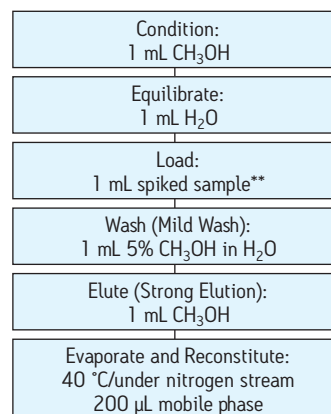 Condition:
1 mL CH₃OH
Equilibrate:
1 mL H₂O
Load:
1 mL spiked sample**
Wash (Mild Wash):
1 mL 5% CH₃OH in H₂O
Elute (Strong Elution):
1 mL CH₃OH
Evaporate and Reconstitute:
40 °C/under nitrogen stream
200 µL mobile phase